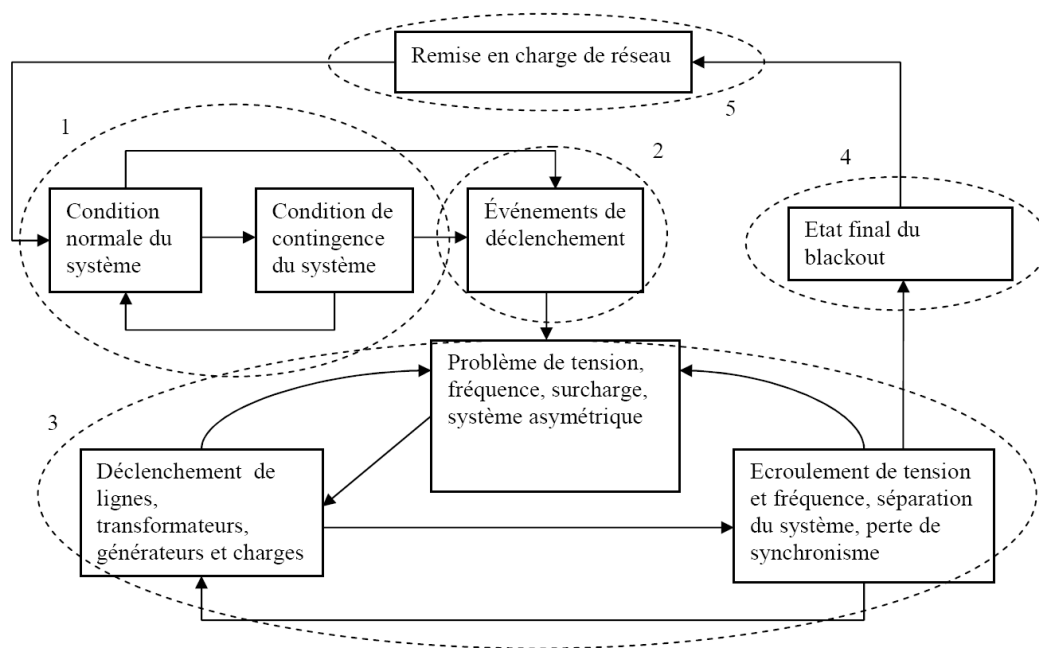 Remise en charge de réseau
5
1
2
4
Condition
normale du
système
Condition de
contingence
du système
Événements de
déclenchement
Etat final du
blackout
Problème de tension,
fréquence, surcharge,
système asymétrique
3
Déclenchement de
lignes,
transformateurs,
générateurs et charges
Ecroulement de tension
et fréquence, séparation
du système, perte de
synchronisme